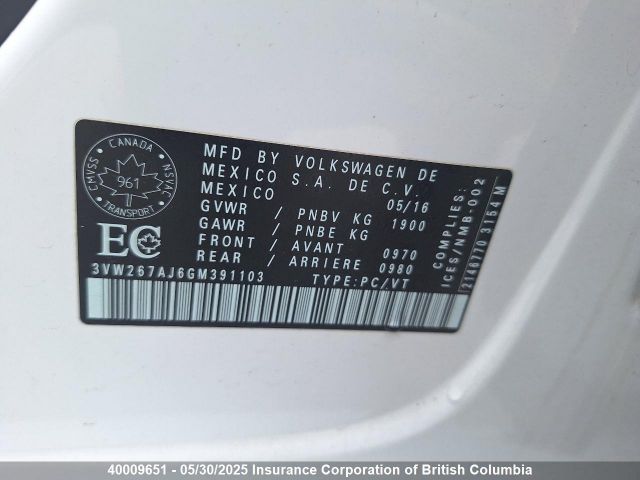 CMVSS CANADA NSVAC
961
TRANSPORT
EC
MFD BY VOLKSWAGEN DE
MEXICO S.A. DE C.V.
MEXICO 05/16
GVWR / PNBV KG 1900
GAWR / PNBE KG
FRONT / AVANT 0970
REAR / ARRIERE 0980
3VW267AJ6GM391103 TYPE:PC/VT
COMPLIES:
ICES/NMB-002
21467703154M
40009651 - 05/30/2025 Insurance Corporation of British Columbia